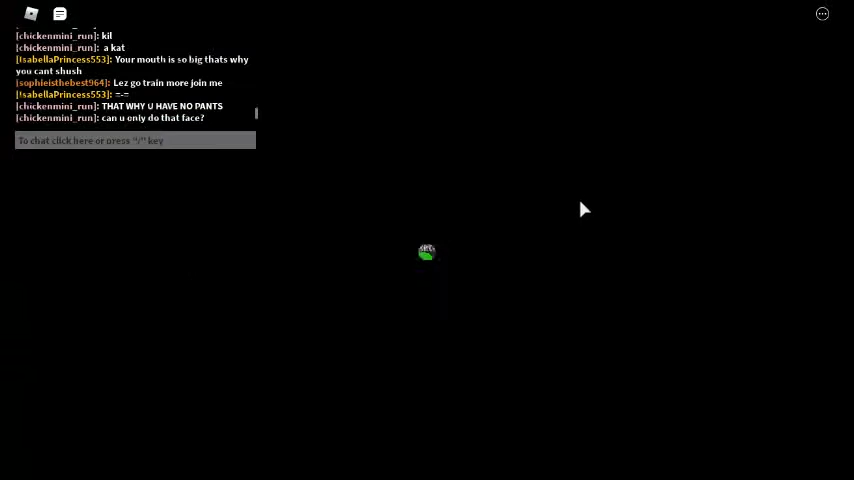 [chickenmini_run]: kil
[chickenmini_run]: a kat
[IsabellaPrincess553]: Your mouth is so big thats why
you cant shush
[sophieisthebest964]: Lez go train more join me
[IsabellaPrincess553]: =-=
[chickenmini_run]: THAT WHY U HAVE NO PANTS
[chickenmini_run]: can u only do that face?
To chat click here or press "/" key